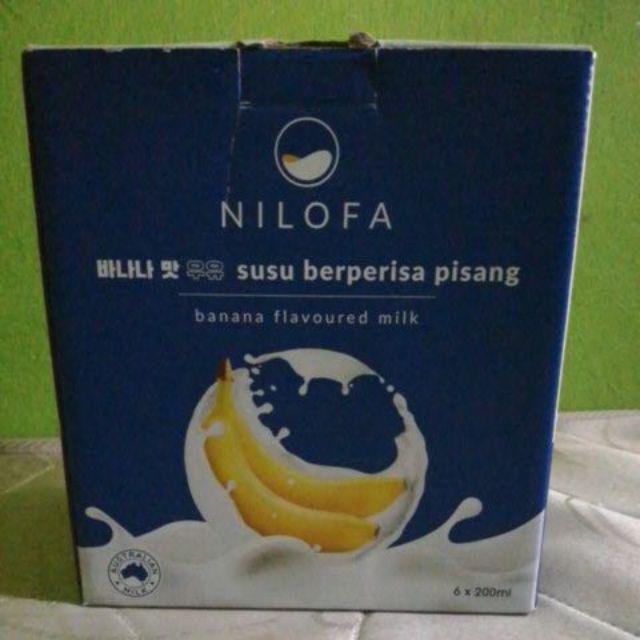 NILOFA
바나나 맛 우유 susu berperisa pisang
banana flavoured milk
AUSTRALIAN
MILK
6 x 200ml